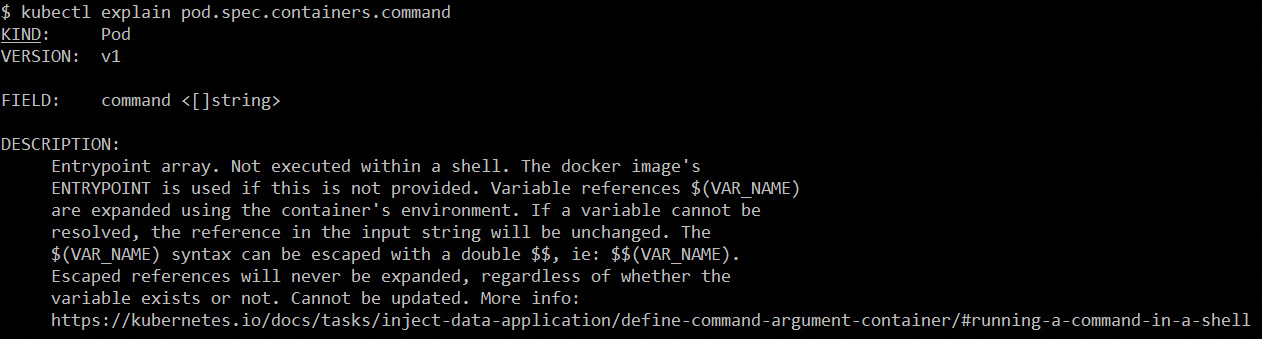 $ kubectl explain pod.spec.containers.command
KIND:     Pod
VERSION:  v1
FIELD:    command <[]string>
DESCRIPTION:
     Entrypoint array. Not executed within a shell. The docker image's
     ENTRYPOINT is used if this is not provided. Variable references $(VAR_NAME)
     are expanded using the container's environment. If a variable cannot be
     resolved, the reference in the input string will be unchanged. The
     $(VAR_NAME) syntax can be escaped with a double $$, ie: $$(VAR_NAME).
     Escaped references will never be expanded, regardless of whether the
     variable exists or not. Cannot be updated. More info:
     https://kubernetes.io/docs/tasks/inject-data-application/define-command-argument-container/#running-a-command-in-a-shell